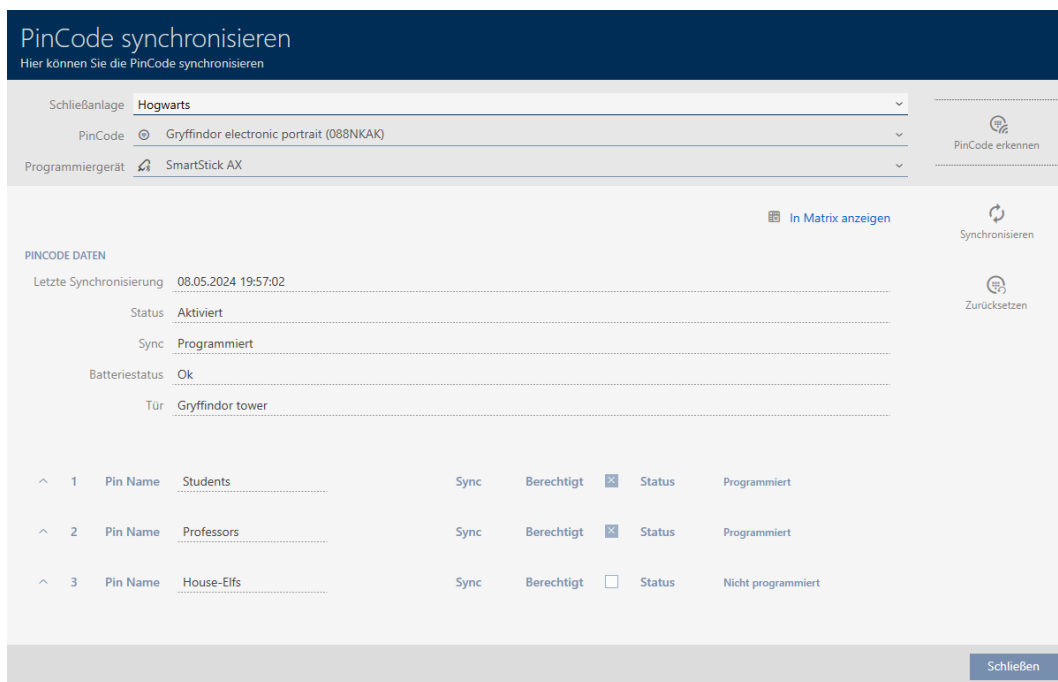 PinCode synchronisieren
Hier können Sie die PinCode synchronisieren
Schließanlage Hogwarts
PinCode Gryffindor electronic portrait (088NKAK)
PinCode erkennen
Programmiergerät SmartStick AX
In Matrix anzeigen
Synchronisieren
PINCODE DATEN
Letzte Synchronisierung 08.05.2024 19:57:02
Zurücksetzen
Status Aktiviert
Sync Programmiert
Batteriestatus Ok
Tür Gryffindor tower
1 Pin Name Students Sync Berechtigt Status Programmiert
2 Pin Name Professors Sync Berechtigt Status Programmiert
3 Pin Name House-Elfs Sync Berechtigt Status Nicht programmiert
Schließen